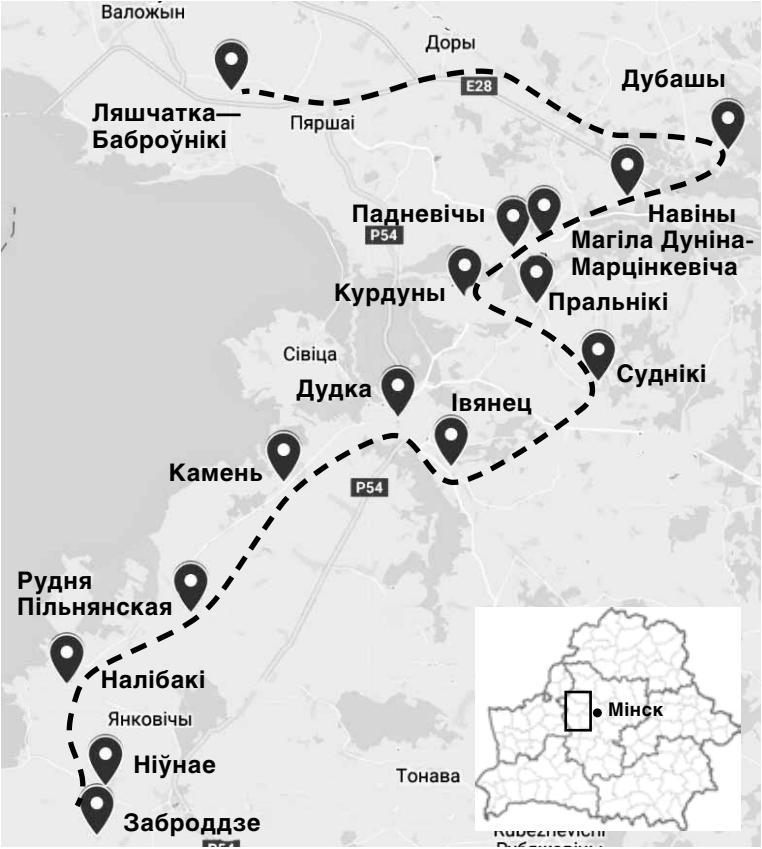 Валожын
Доры
Дубашы
E28
Ляшчатка—
Баброўнікі
Пяршаі
Падневічы
Навіны
Магіла Дуніна-
Марцінкевіча
P54
Курдуны
Пральнікі
Сівіца
Суднікі
Дудка
Івянец
Камень
P54
Рудня
Пільнянская
Налібакі
Мінск
Янковічы
Ніўнае
Тонава
Заброддзе